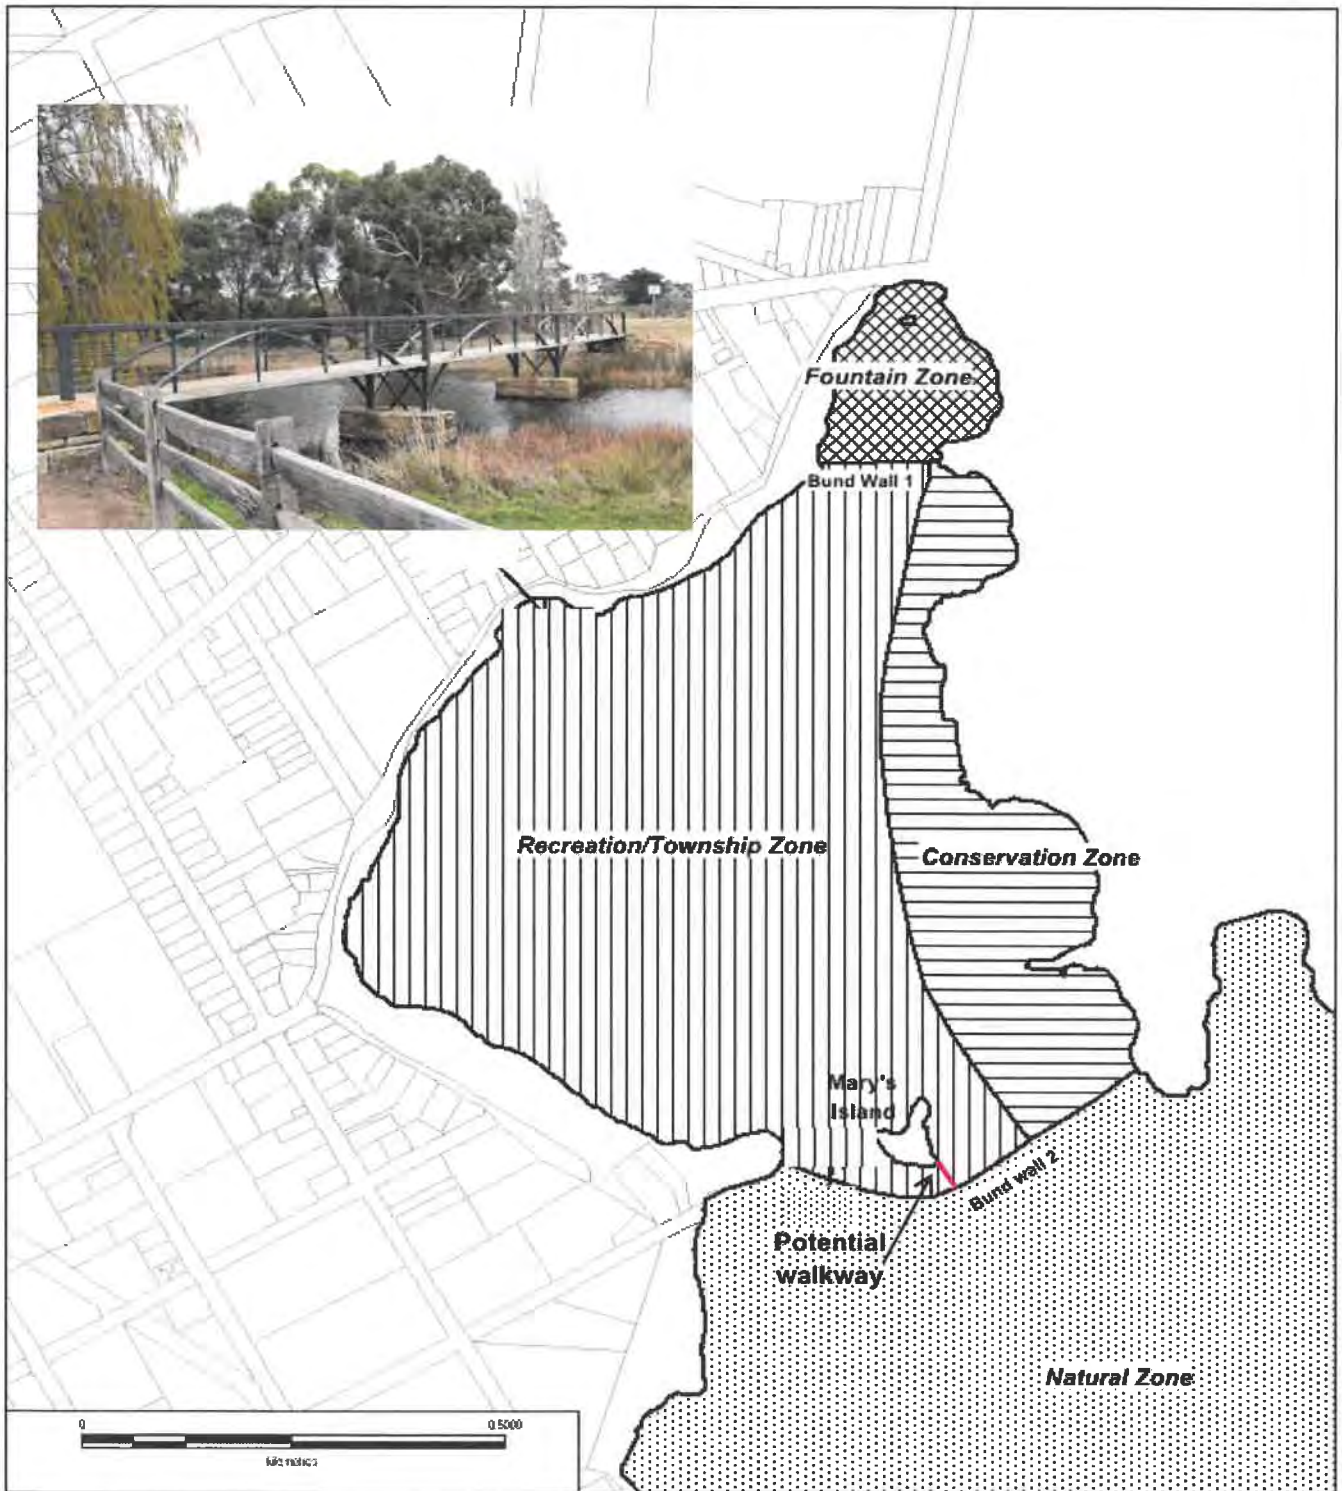 Fountain Zone
Bund Wall 1
Recreation/Township Zone
Conservation Zone
Mary's
Island
Bund wall 2
Potential
walkway
Natural Zone
0
0.5000